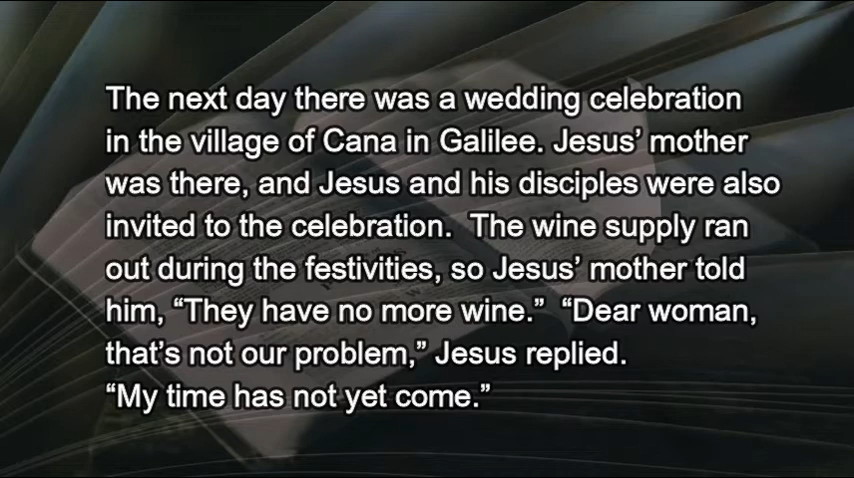 The next day there was a wedding celebration
in the village of Cana in Galilee. Jesus’ mother
was there, and Jesus and his disciples were also
invited to the celebration.  The wine supply ran
out during the festivities, so Jesus’ mother told
him, “They have no more wine.”  “Dear woman,
that’s not our problem,” Jesus replied.
“My time has not yet come.”